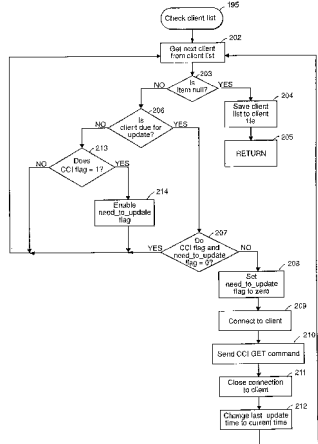 195
Check client list
202
Get next client
from client list
203
Is
item null?
NO
YES
204
Save client
list to client
file
205
RETURN
206
Is
client due for
update?
NO
YES
213
Does
CCI flag = 1?
NO
YES
214
Enable
need_to_update
flag
207
Do
CCI flag and
need_to_update
flag = 0?
YES
NO
208
Set
need_to_update
flag to zero
209
Connect to client
210
Send CCI GET command
211
Close connection
to client
212
Change last_update
time to current time